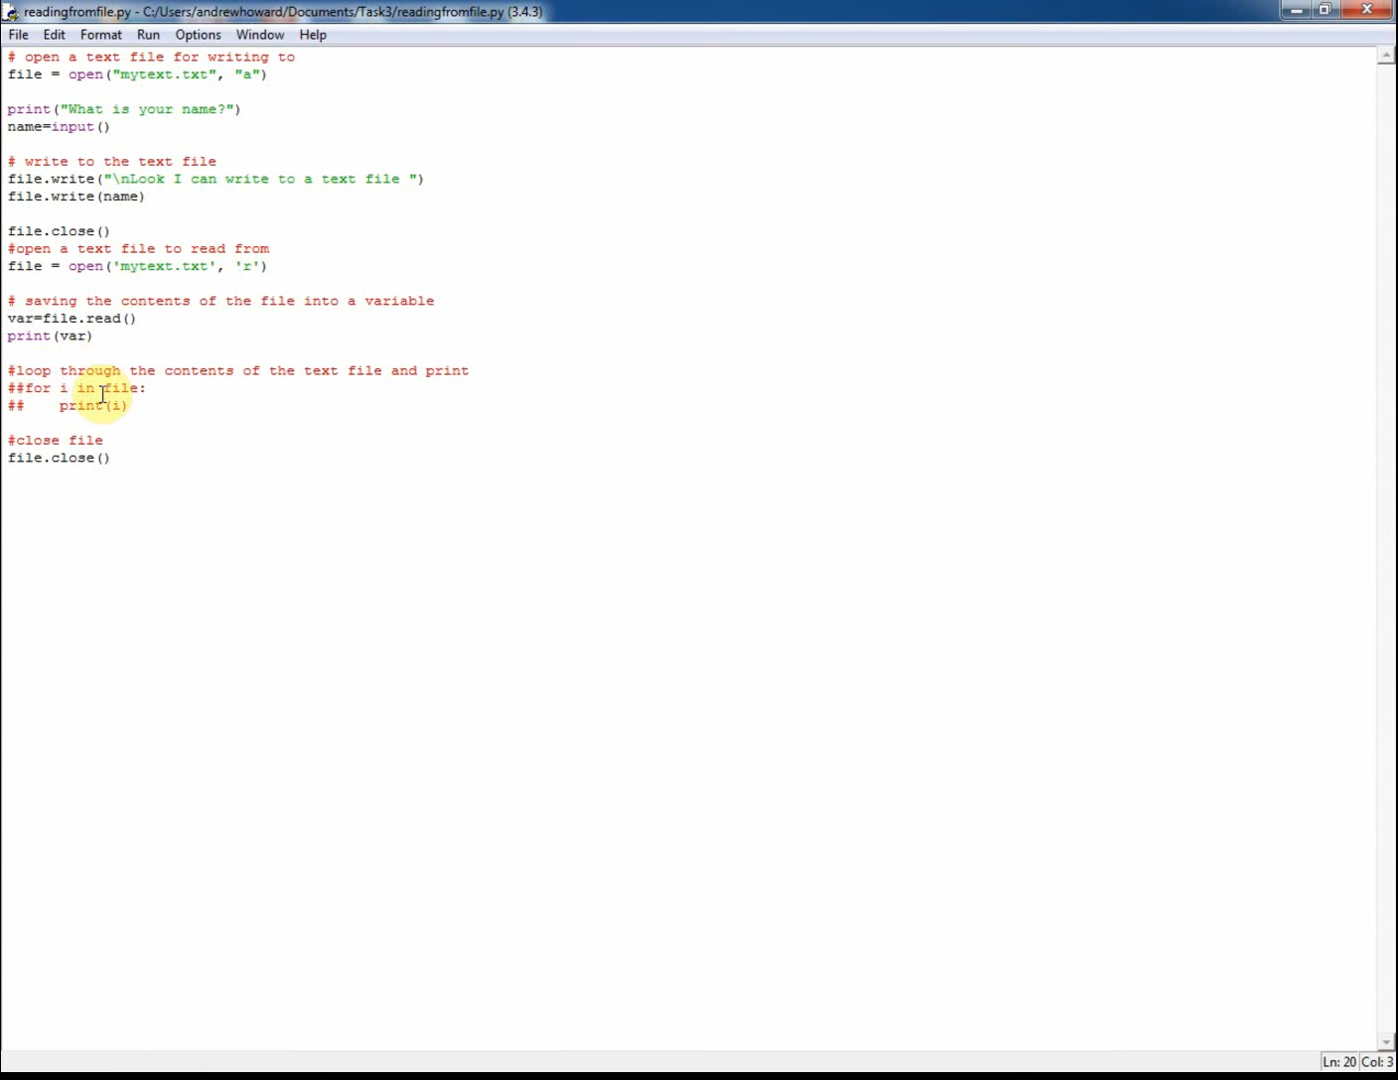 readingfromfile.py - C:/Users/andrewhoward/Documents/Task3/readingfromfile.py (3.4.3)
File Edit Format Run Options Window Help
# open a text file for writing to
file = open("mytext.txt", "a")
print("What is your name?")
name=input()
# write to the text file
file.write("\nLook I can write to a text file ")
file.write(name)
file.close()
#open a text file to read from
file = open('mytext.txt', 'r')
# saving the contents of the file into a variable
var=file.read()
print(var)
#loop through the contents of the text file and print
##for i in file:
##    print(i)
#close file
file.close()
Ln: 20 Col: 3